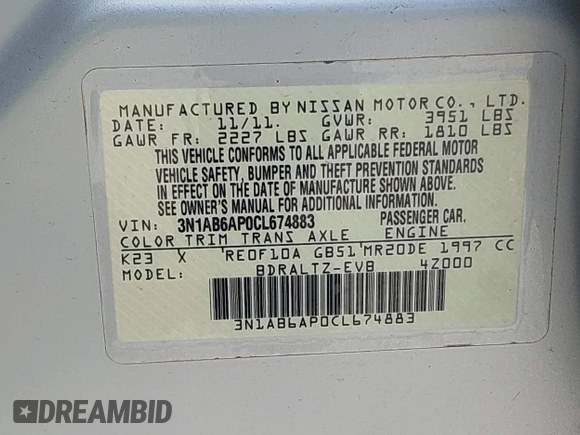 MANUFACTURED BY NISSAN MOTOR CO., LTD.
DATE: 11/11. GVWR: 3951 LBS
GAWR FR: 2227 LBS GAWR RR: 1810 LBS
THIS VEHICLE CONFORMS TO ALL APPLICABLE FEDERAL MOTOR
VEHICLE SAFETY, BUMPER AND THEFT PREVENTION STANDARDS
IN EFFECT ON THE DATE OF MANUFACTURE SHOWN ABOVE.
SEE OWNER'S MANUAL FOR ADDITIONAL INFORMATION.
VIN: 3N1AB6AP0CL674883 PASSENGER CAR.
COLOR TRIM TRANS AXLE ENGINE
K23 X RE0F10A GB51 MR20DE 1997 CC
MODEL: BDRALTZ-EVB 4Z000
3N1AB6AP0CL674883
DREAMBID